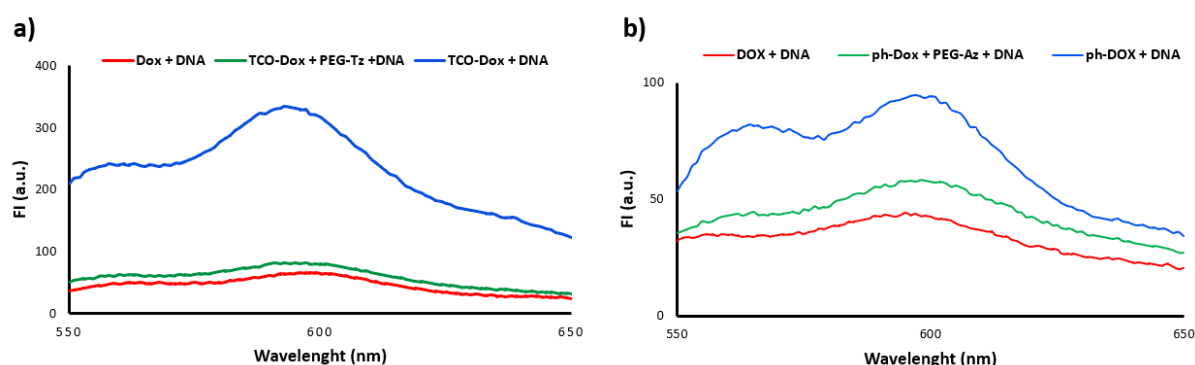 a)
Dox + DNA TCO-Dox + PEG-Tz +DNA TCO-Dox + DNA
400
300
200
100
0
FI (a.u.)
550 600 650
Wavelenght (nm)
b)
DOX + DNA ph-Dox + PEG-Az + DNA ph-DOX + DNA
100
50
0
FI (a.u.)
550 600 650
Wavelenght (nm)